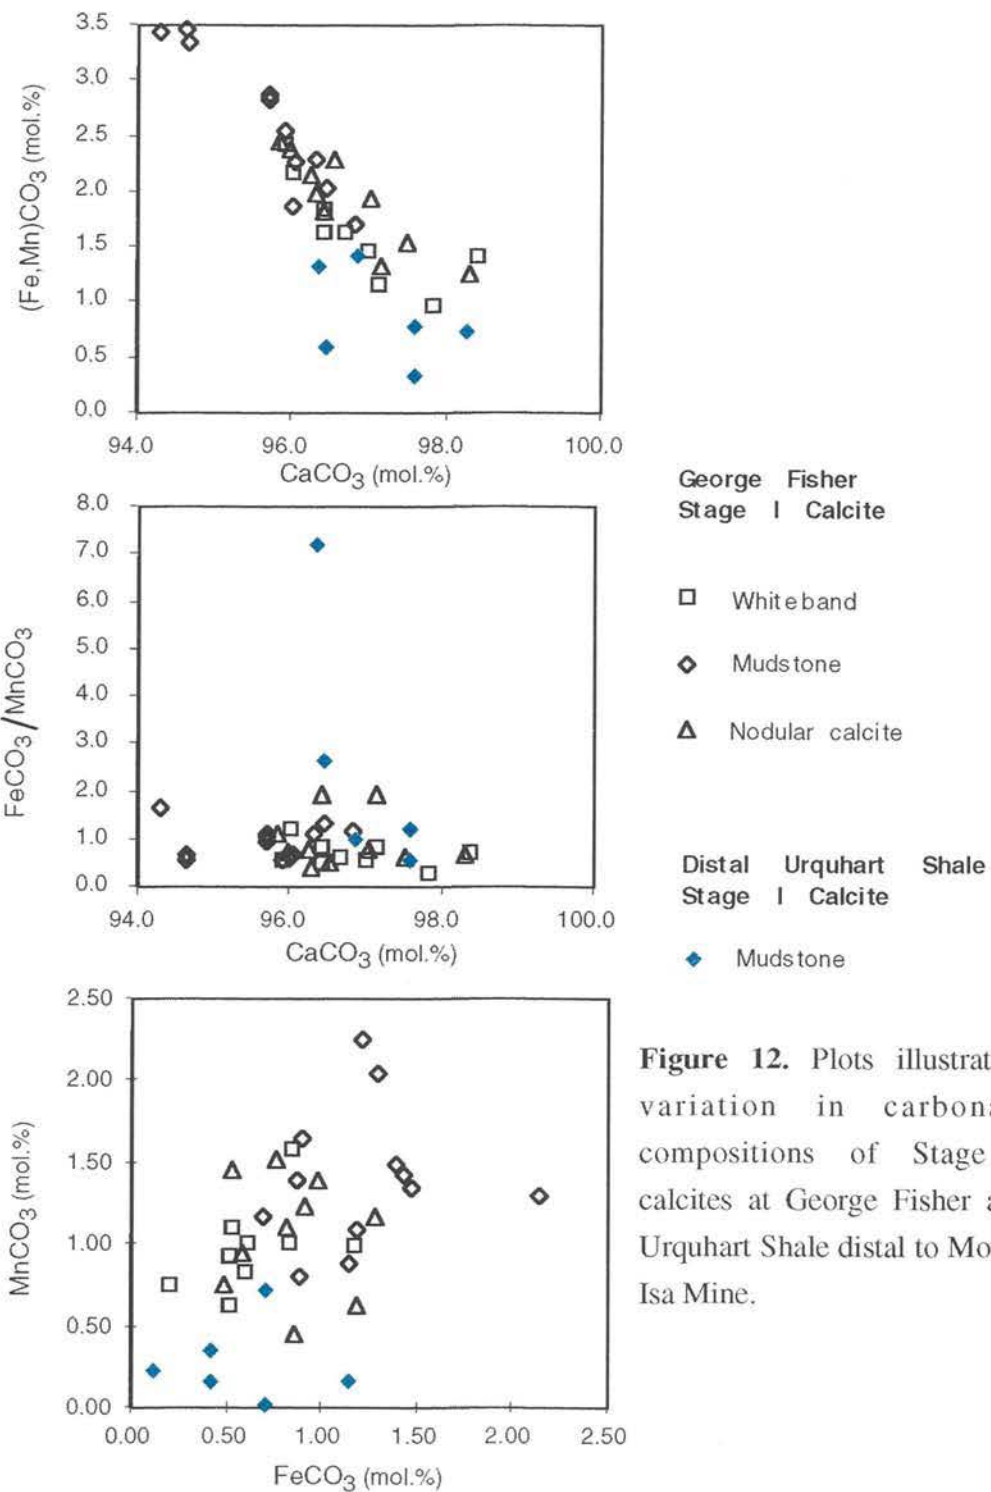 3.5
3.0
2.5
2.0
1.5
1.0
0.5
0.0
(Fe,Mn)CO3 (mol.%)
94.0 96.0 98.0 100.0
CaCO3 (mol.%)
8.0
7.0
6.0
5.0
4.0
3.0
2.0
1.0
0.0
FeCO3/MnCO3
94.0 96.0 98.0 100.0
CaCO3 (mol.%)
2.50
2.00
1.50
1.00
0.50
0.00
MnCO3 (mol.%)
0.00 0.50 1.00 1.50 2.00 2.50
FeCO3 (mol.%)
George Fisher
Stage I Calcite
Whiteband
Mudstone
Nodular calcite
Distal Urquhart Shale
Stage I Calcite
Mudstone
Figure 12. Plots illustrat
variation in carbona
compositions of Stage
calcites at George Fisher a
Urquhart Shale distal to Mo
Isa Mine.